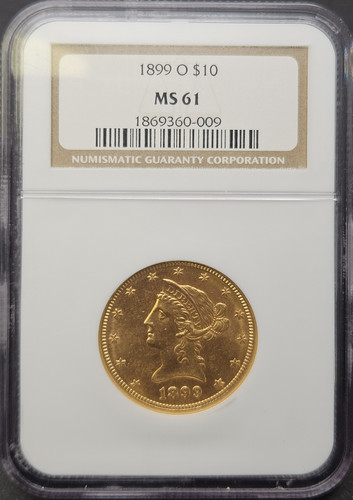 1899 O $10
MS 61
1869360-009
NUMISMATIC GUARANTY CORPORATION
1899